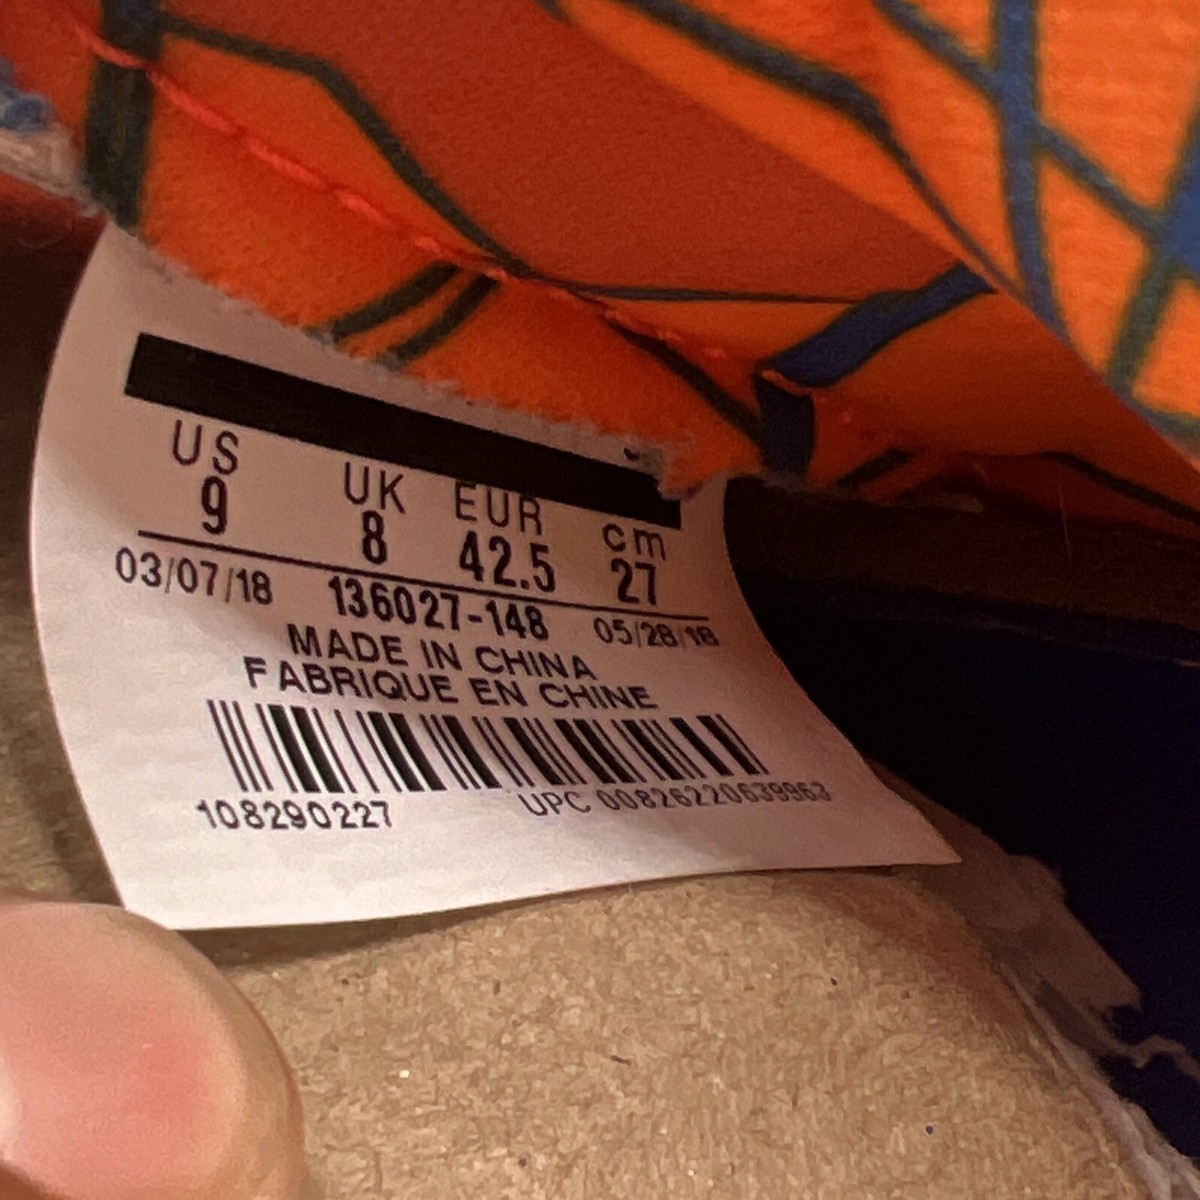 US UK EUR cm
9 8 42.5 27
03/07/18 136027-148 05/28/18
MADE IN CHINA
FABRIQUE EN CHINE
108290227 UPC 00826220639963